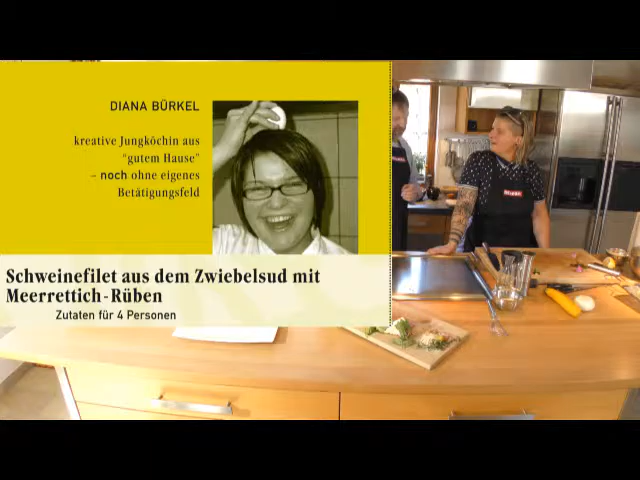 DIANA BÜRKEL
kreative Jungköchin aus
"gutem Hause"
– noch ohne eigenes
Betätigungsfeld
Schweinefilet aus dem Zwiebelsud mit
Meerrettich-Rüben
Zutaten für 4 Personen